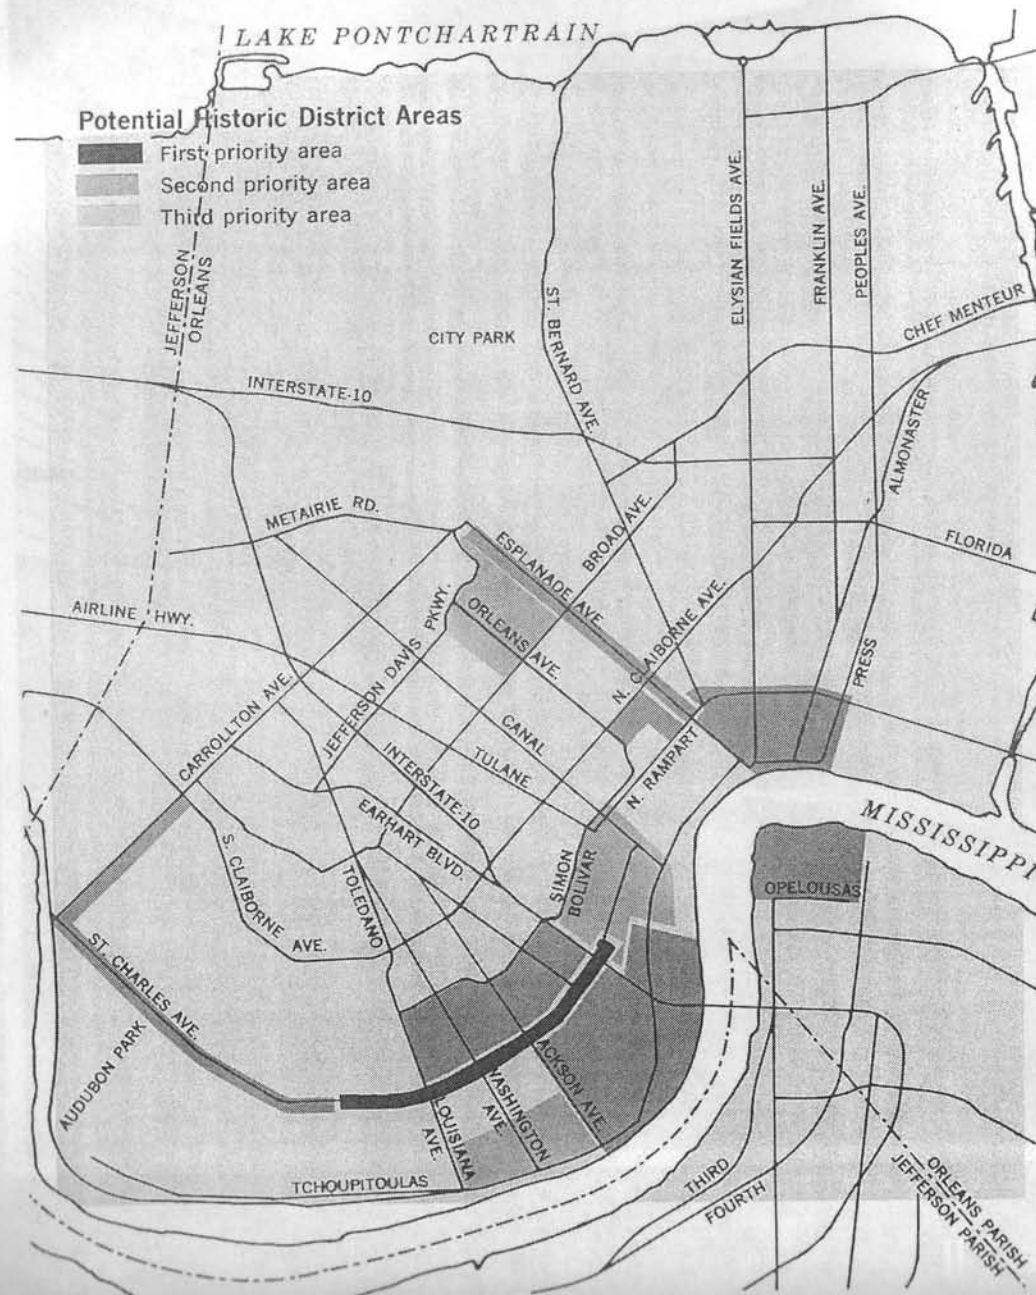 LAKE PONTCHARTRAIN
Potential Historic District Areas
First priority area
Second priority area
Third priority area
JEFFERSON
ORLEANS
CITY PARK
ST. BERNARD AVE.
ELYSIAN FIELDS AVE.
FRANKLIN AVE.
PEOPLES AVE.
CHEF MENTEUR
INTERSTATE-10
ALMONASTER
METAIRIE RD.
ESPLANADE AVE.
BROAD AVE.
FLORIDA
AIRLINE HWY.
JEFFERSON DAVIS PKWY.
ORLEANS AVE.
N. CLAIBORNE AVE.
PRESS
CARROLLTON AVE.
CANAL
TULANE
N. RAMPART
INTERSTATE-10
MISSISSIPPI
EARHART BLVD.
S. CLAIBORNE AVE.
TOLEDANO
SIMON
BOLIVAR
OPELOUSAS
ST. CHARLES AVE.
AUDUBON PARK
JACKSON AVE.
WASHINGTON
AVE.
LOUISIANA
AVE.
TCHOUPITOULAS
THIRD
FOURTH
ORLEANS PARISH
JEFFERSON PARISH